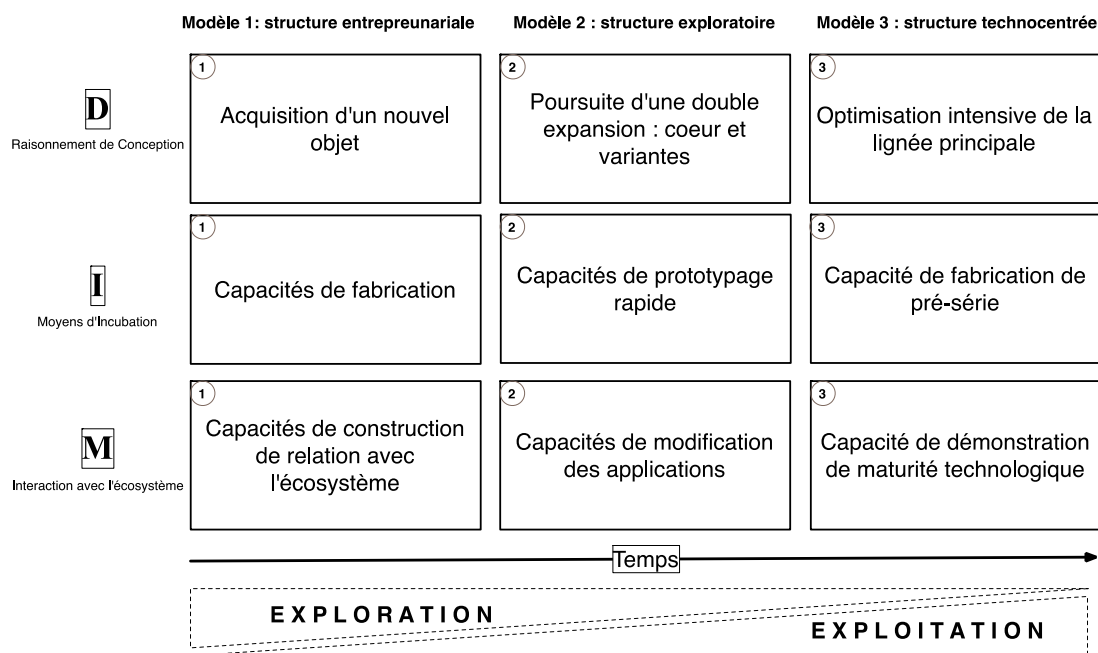 Modèle 1: structure entrepreunariale
Modèle 2 : structure exploratoire
Modèle 3 : structure technocentrée
D
Raisonnement de Conception
1
Acquisition d'un nouvel
objet
2
Poursuite d'une double
expansion : coeur et
variantes
3
Optimisation intensive de la
lignée principale
I
Moyens d'Incubation
1
Capacités de fabrication
2
Capacités de prototypage
rapide
3
Capacité de fabrication de
pré-série
M
Interaction avec l'écosystème
1
Capacités de construction
de relation avec
l'écosystème
2
Capacités de modification
des applications
3
Capacité de démonstration
de maturité technologique
Temps
EXPLORATION
EXPLOITATION